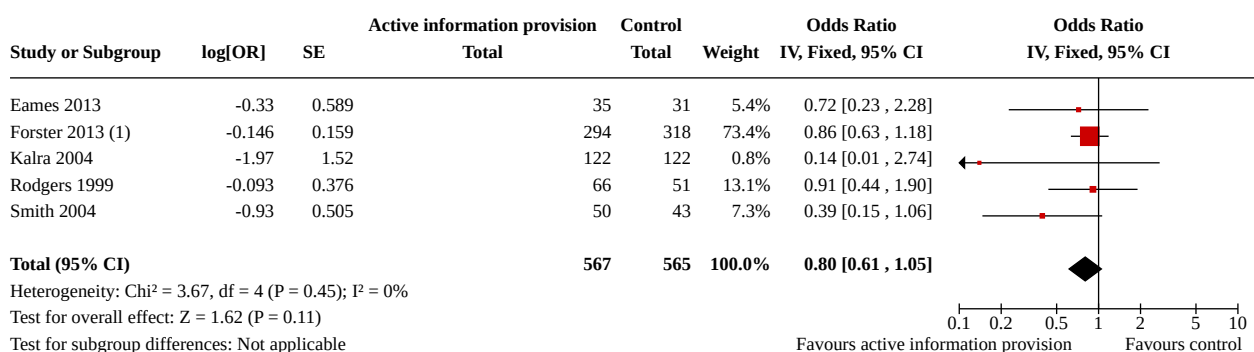 Active information provision Control Odds Ratio Odds Ratio
Study or Subgroup log[OR] SE Total Total Weight IV, Fixed, 95% CI IV, Fixed, 95% CI
Eames 2013 -0.33 0.589 35 31 5.4% 0.72 [0.23 , 2.28]
Forster 2013 (1) -0.146 0.159 294 318 73.4% 0.86 [0.63 , 1.18]
Kalra 2004 -1.97 1.52 122 122 0.8% 0.14 [0.01 , 2.74]
Rodgers 1999 -0.093 0.376 66 51 13.1% 0.91 [0.44 , 1.90]
Smith 2004 -0.93 0.505 50 43 7.3% 0.39 [0.15 , 1.06]
Total (95% CI) 567 565 100.0% 0.80 [0.61 , 1.05]
Heterogeneity: Chi² = 3.67, df = 4 (P = 0.45); I² = 0%
Test for overall effect: Z = 1.62 (P = 0.11) 0.1 0.2 0.5 1 2 5 10
Test for subgroup differences: Not applicable Favours active information provision Favours control